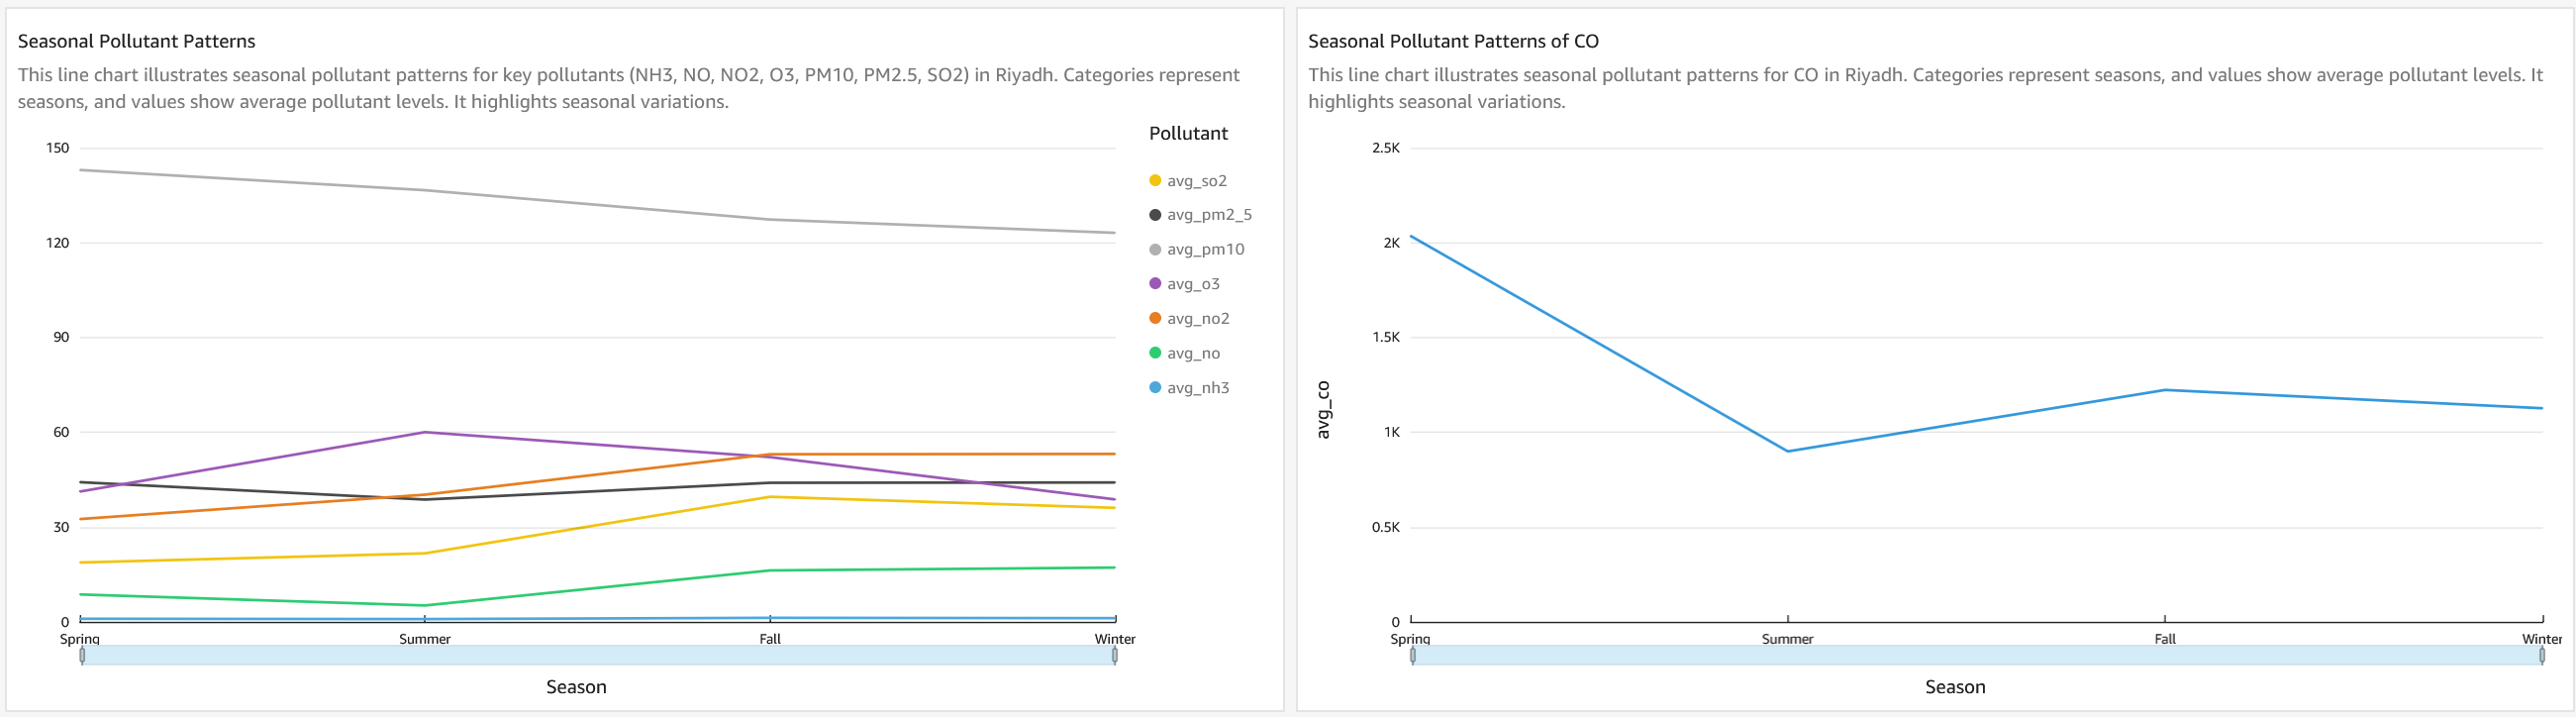 Seasonal Pollutant Patterns
This line chart illustrates seasonal pollutant patterns for key pollutants (NH3, NO, NO2, O3, PM10, PM2.5, SO2) in Riyadh. Categories represent
seasons, and values show average pollutant levels. It highlights seasonal variations.
Pollutant
avg_so2
avg_pm2_5
avg_pm10
avg_o3
avg_no2
avg_no
avg_nh3
150
120
90
60
30
0
Spring
Summer
Fall
Winter
Season
Seasonal Pollutant Patterns of CO
This line chart illustrates seasonal pollutant patterns for CO in Riyadh. Categories represent seasons, and values show average pollutant levels. It
highlights seasonal variations.
avg_co
2.5K
2K
1.5K
1K
0.5K
0
Spring
Summer
Fall
Winter
Season